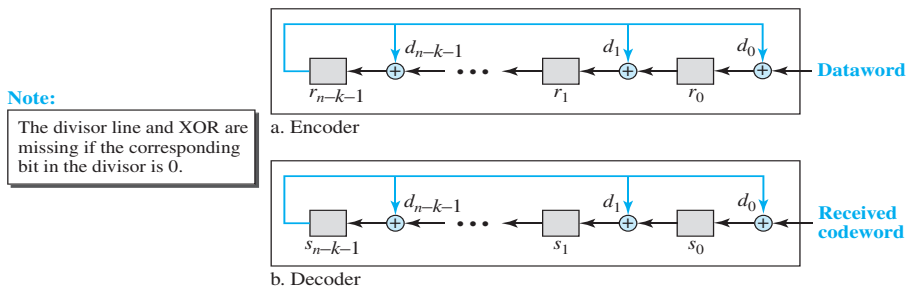 d_{n–k–1} d_1 d_0
Dataword
r_{n–k–1} r_1 r_0
a. Encoder
Note:
The divisor line and XOR are
missing if the corresponding
bit in the divisor is 0.
d_{n–k–1} d_1 d_0
Received
codeword
s_{n–k–1} s_1 s_0
b. Decoder